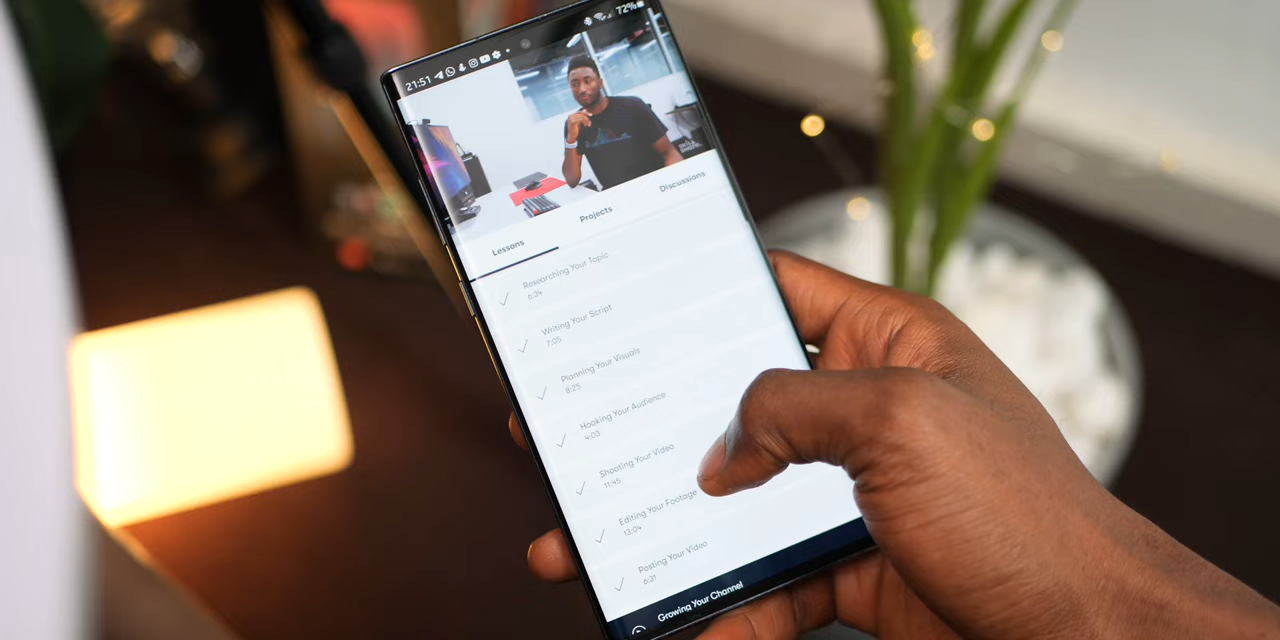 21:51
72%
Lessons
Projects
Discussions
Researching Your Topic
6:34
Writing Your Script
7:05
Planning Your Visuals
8:25
Hooking Your Audience
4:03
Shooting Your Video
11:45
Editing Your Footage
13:04
Posting Your Video
6:31
Growing Your Channel